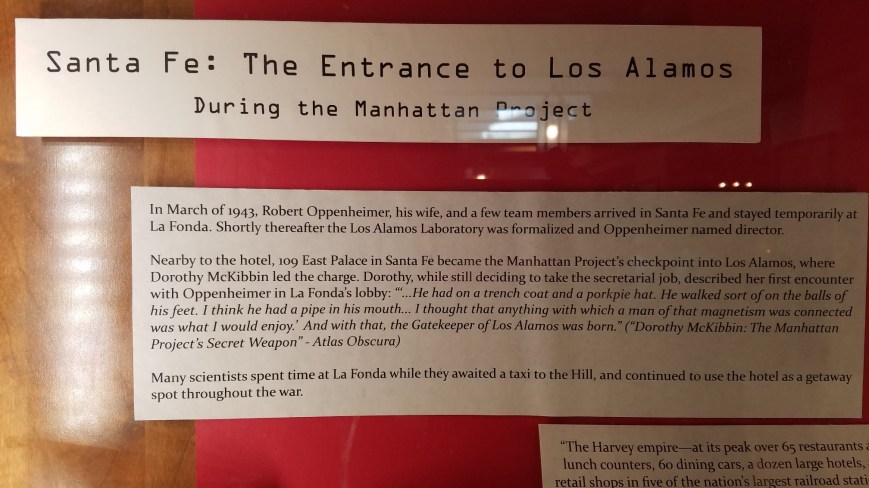 Santa Fe: The Entrance to Los Alamos
During the Manhattan Project
In March of 1943, Robert Oppenheimer, his wife, and a few team members arrived in Santa Fe and stayed temporarily at
La Fonda. Shortly thereafter the Los Alamos Laboratory was formalized and Oppenheimer named director.
Nearby to the hotel, 109 East Palace in Santa Fe became the Manhattan Project's checkpoint into Los Alamos, where
Dorothy McKibbin led the charge. Dorothy, while still deciding to take the secretarial job, described her first encounter
with Oppenheimer in La Fonda's lobby: “‘...He had on a trench coat and a porkpie hat. He walked sort of on the balls of
his feet. I think he had a pipe in his mouth... I thought that anything with which a man of that magnetism was connected
was what I would enjoy.’ And with that, the Gatekeeper of Los Alamos was born.” (“Dorothy McKibbin: The Manhattan
Project's Secret Weapon” - Atlas Obscura)
Many scientists spent time at La Fonda while they awaited a taxi to the Hill, and continued to use the hotel as a getaway
spot throughout the war.
“The Harvey empire—at its peak over 65 restaurants
lunch counters, 60 dining cars, a dozen large hotels,
retail shops in five of the nation's largest railroad